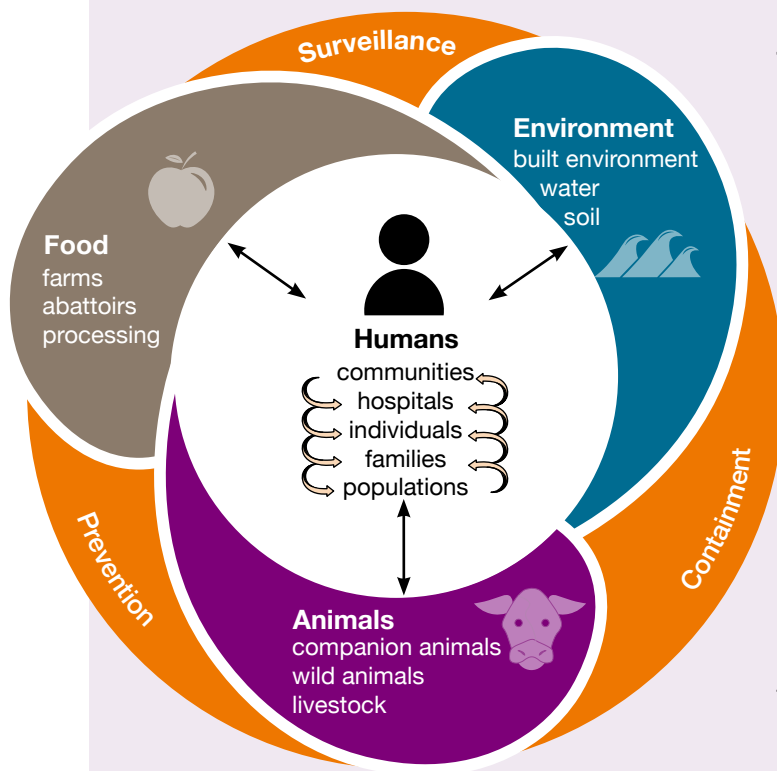 Surveillance
Environment
built environment
water
soil
Food
farms
abattoirs
processing
Humans
communities
hospitals
individuals
families
populations
Prevention
Containment
Animals
companion animals
wild animals
livestock